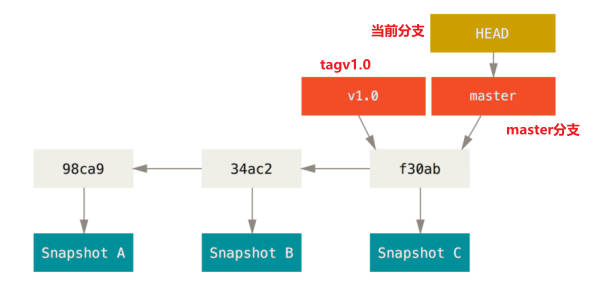 当前分支
HEAD
tagv1.0
v1.0
master
master分支
98ca9
34ac2
f30ab
Snapshot A
Snapshot B
Snapshot C